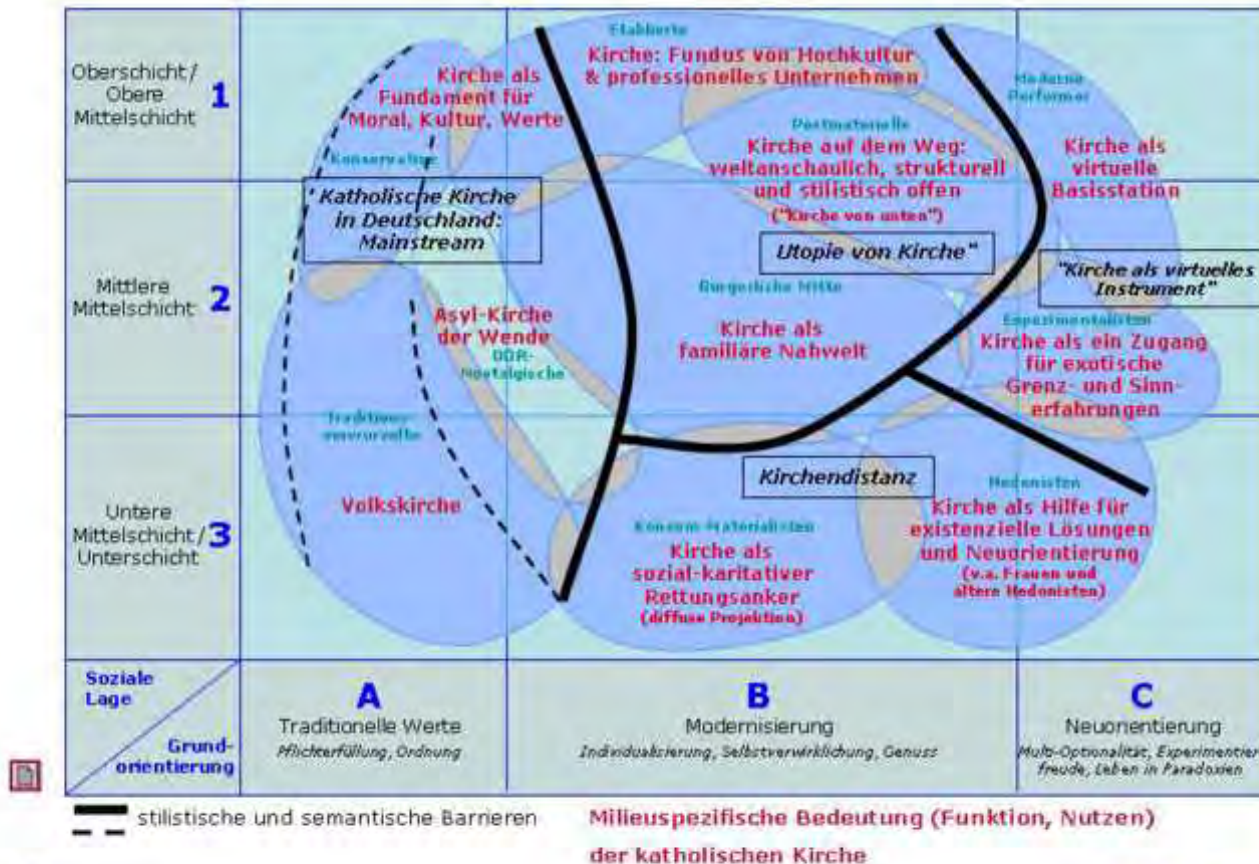 Oberschicht /
Obere
Mittelschicht
1
Etablierte
Kirche: Fundus von Hochkultur
& professionelles Unternehmen
Kirche als
Fundament für
Moral, Kultur, Werte
Konservative
Moderne
Performer
Kirche als
virtuelle
Basisstation
Postmaterielle
Kirche auf dem Weg:
weltanschaulich, strukturell
und stilistisch offen
("Kirche von unten")
Katholische Kirche
in Deutschland:
Mainstream
Utopie von Kirche"
"Kirche als virtuelles
Instrument"
Mittlere
Mittelschicht
2
Bürgerliche Mitte
Kirche als
familiäre Nahwelt
Asyl-Kirche
der Wende
DDR-
Nostalgische
Experimentalisten
Kirche als ein Zugang
für exotische
Grenz- und Sinn-
erfahrungen
Traditions-
verwurzelte
Volkskirche
Untere
Mittelschicht /
Unterschicht
3
Kirchendistanz
Konsum-Materialisten
Kirche als
sozial-karitativer
Rettungsanker
(diffuse Projektion)
Hedonisten
Kirche als Hilfe für
existenzielle Lösungen
und Neuorientierung
(v.a. Frauen und
ältere Hedonisten)
Soziale
Lage
Grund-
orientierung
A
Traditionelle Werte
Pflichterfüllung, Ordnung
B
Modernisierung
Individualisierung, Selbstverwirklichung, Genuss
C
Neuorientierung
Multi-Optionalität, Experimentier
freude, Leben in Paradoxien
stilistische und semantische Barrieren
Milieuspezifische Bedeutung (Funktion, Nutzen)
der katholischen Kirche